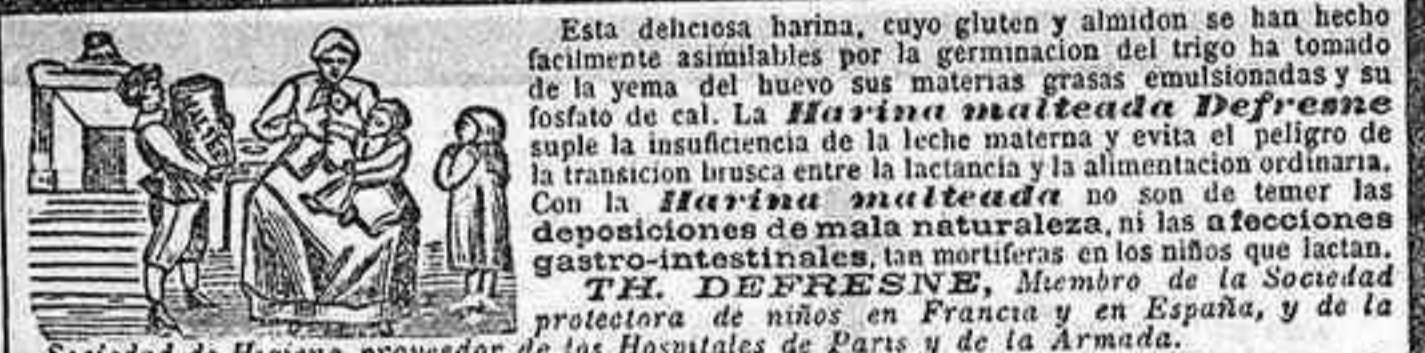 Esta deliciosa harina, cuyo gluten y almidon se han hecho
facilmente asimilables por la germinacion del trigo ha tomado
de la yema del huevo sus materias grasas emulsionadas y su
fosfato de cal. La Harina malteada Defresne
suple la insuficiencia de la leche materna y evita el peligro de
la transicion brusca entre la lactancia y la alimentacion ordinaria.
Con la Harina malteada no son de temer las
deposiciones de mala naturaleza, ni las afecciones
gastro-intestinales, tan mortiferas en los niños que lactan.
TH. DEFRESNE, Miembro de la Sociedad
protectora de niños en Francia y en España, y de la
Sociedad de Higiene proveedor de los Hospitales de Paris y de la Armada.